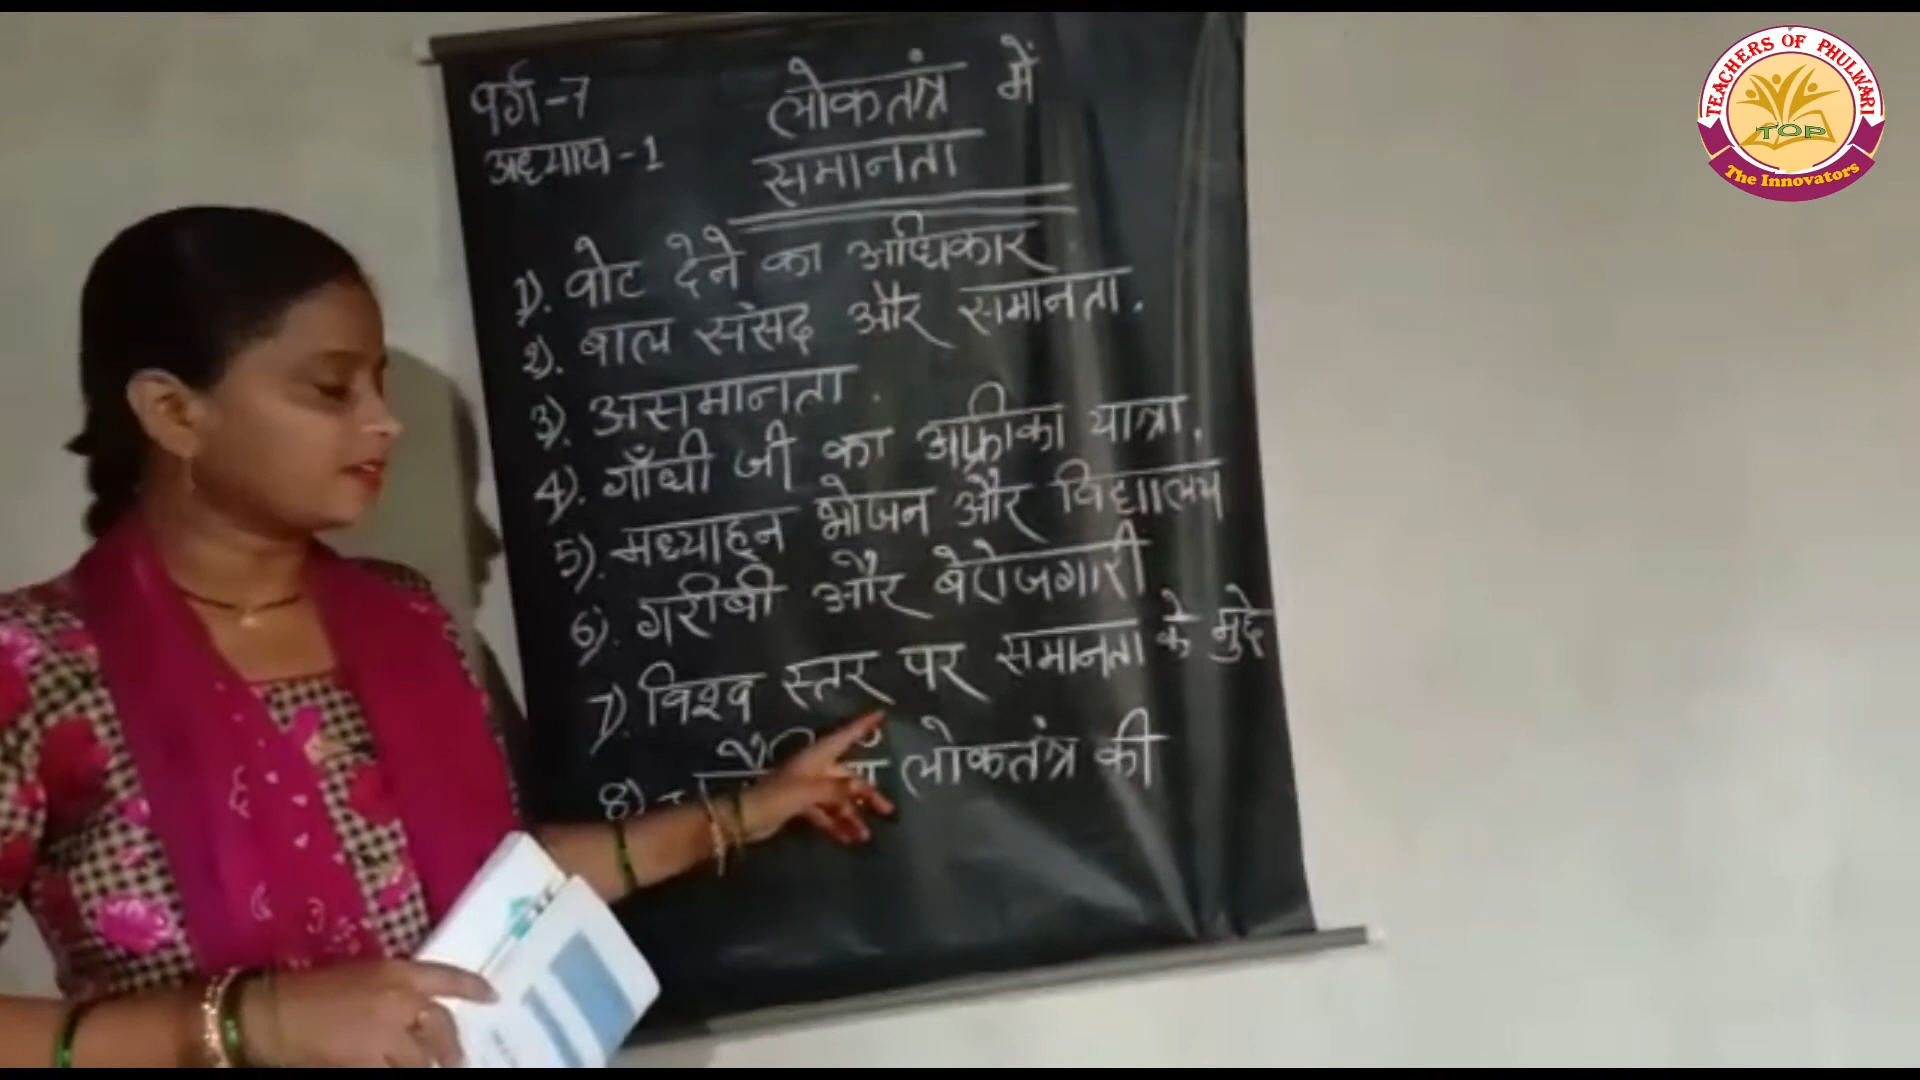 वर्ग-7
अध्याय-1
लोकतंत्र में
समानता
1). वोट देने का अधिकार
2). बाल संसद और समानता.
3). असमानता.
4). गाँधी जी का अफ्रीका यात्रा.
5). मध्याहन भोजन और विद्यालय
6). गरीबी और बेरोजगारी
7). विश्व स्तर पर समानता के मुद्दे
8) लोकतंत्र की
TEACHERS OF PHULWARI
TOP
The Innovators